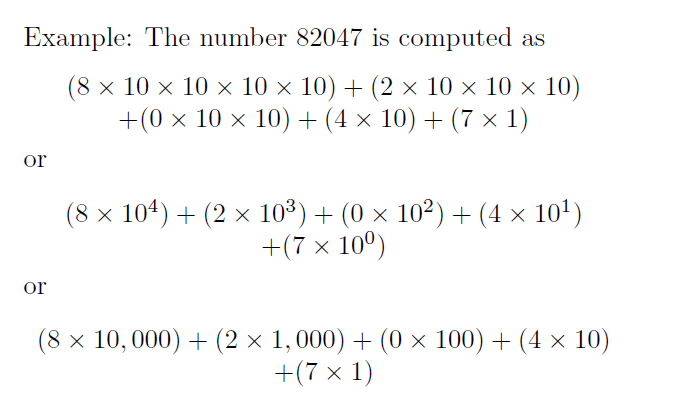 Example: The number 82047 is computed as
(8 × 10 × 10 × 10 × 10) + (2 × 10 × 10 × 10)
+(0 × 10 × 10) + (4 × 10) + (7 × 1)
or
(8 × 10⁴) + (2 × 10³) + (0 × 10²) + (4 × 10¹)
+(7 × 10⁰)
or
(8 × 10,000) + (2 × 1,000) + (0 × 100) + (4 × 10)
+(7 × 1)